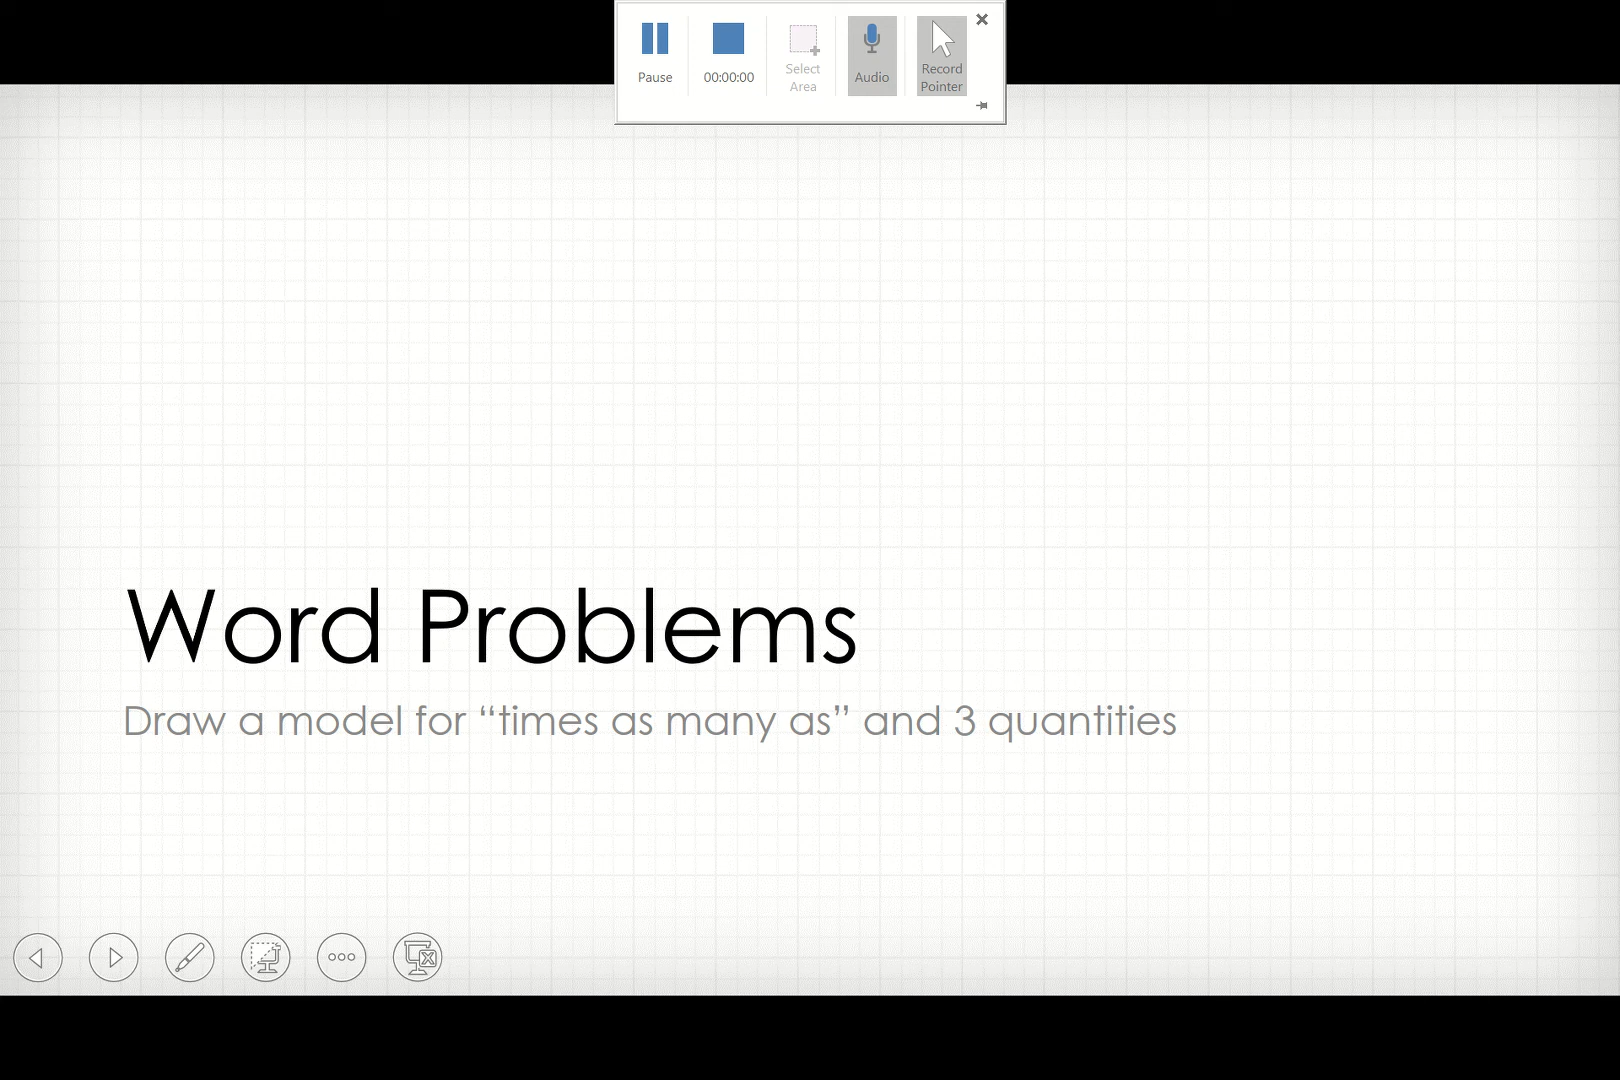 Pause
00:00:00
Select
Area
Audio
Record
Pointer
Word Problems
Draw a model for “times as many as” and 3 quantities